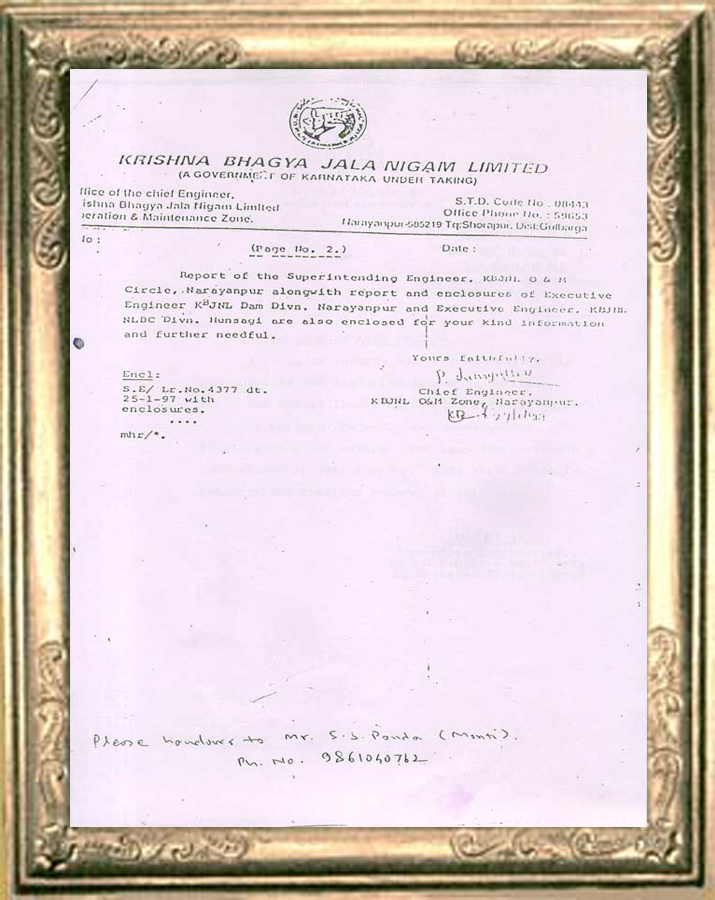 KRISHNA BHAGYA JALA NIGAM LIMITED
(A GOVERNMENT OF KARNATAKA UNDER TAKING)
ffice of the chief Engineer,
ishna Bhagya Jala Nigam Limited
eration & Maintenance Zone.
S.T.D. Code No . 08443
Office Phone No. : 59653
Narayanpur-585219 Tq:Shorapur. Dist:Gulbarga
No :
(Page No. 2.)
Date :
Report of the Superintending Engineer, KBJNL O & M
Circle, Narayanpur alongwith report and enclosures of Executive
Engineer KBJNL Dam Divn. Narayanpur and Executive Engineer, KBJNL
NLBC Divn. Hunsagi are also enclosed for your kind information
and further needful.
Yours faithfully,
Encl:
S.E/ Lr.No.4377 dt.
25-1-97 with
enclosures.
....
Chief Engineer,
KBJNL O&M Zone, Narayanpur.
mhr/*.
Please handover to Mr. S.S. Panda (Monti).
Ph. No. 9861040762